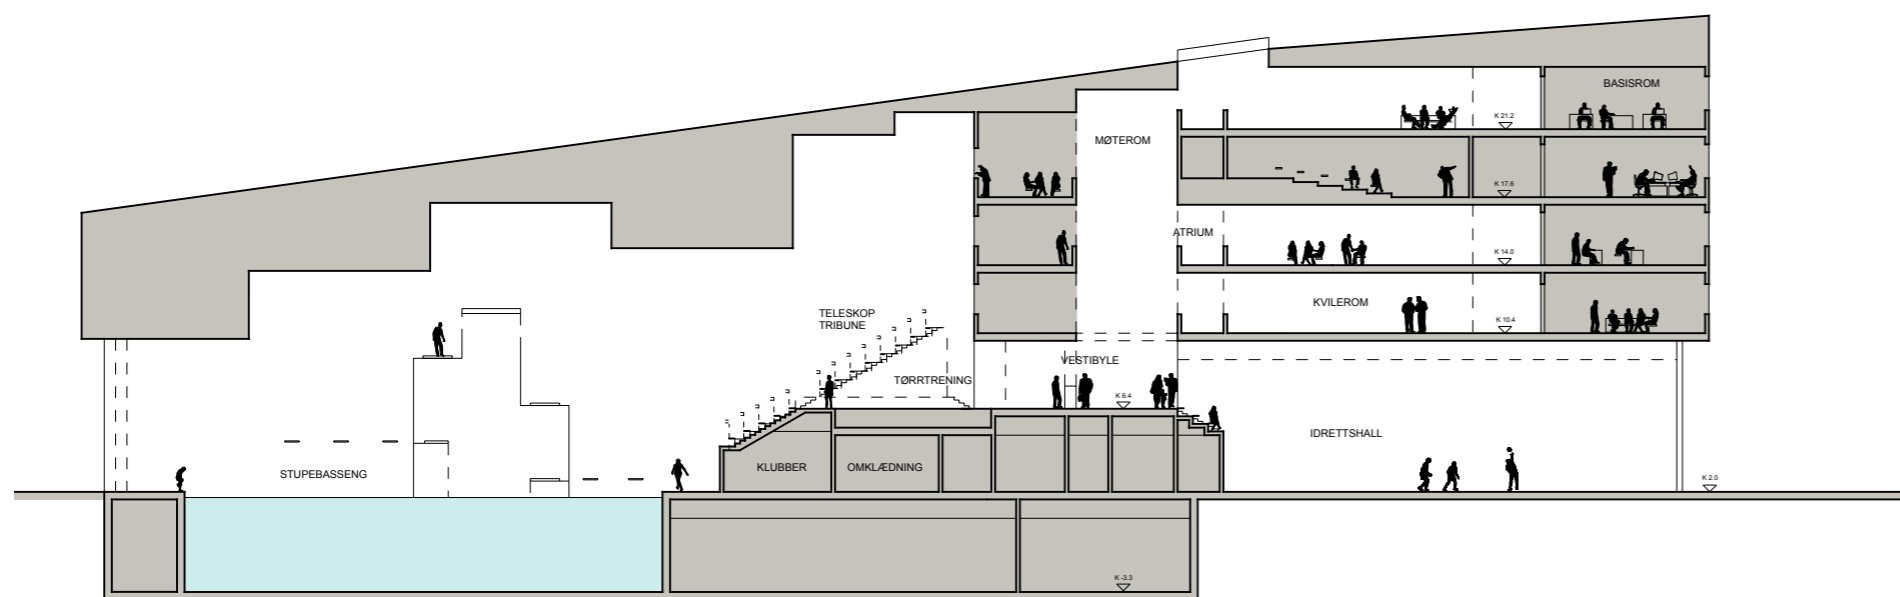 BASISROM
K 21.2
MØTEROM
K 17.6
ATRIUM
K 14.0
KVILEROM
TELESKOP
TRIBUNE
K 10.4
VESTIBYLE
TØRRTRENING
K 6.4
IDRETTSHALL
STUPEBASSENG
KLUBBER
OMKLÆDNING
K 2.0
K -3.3